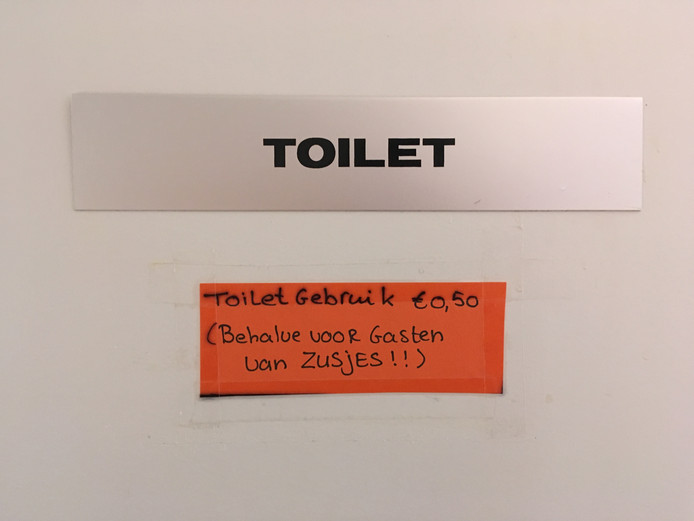 TOILET
Toilet Gebruik €0,50
(Behalve voor Gasten
van ZUSjES!!)